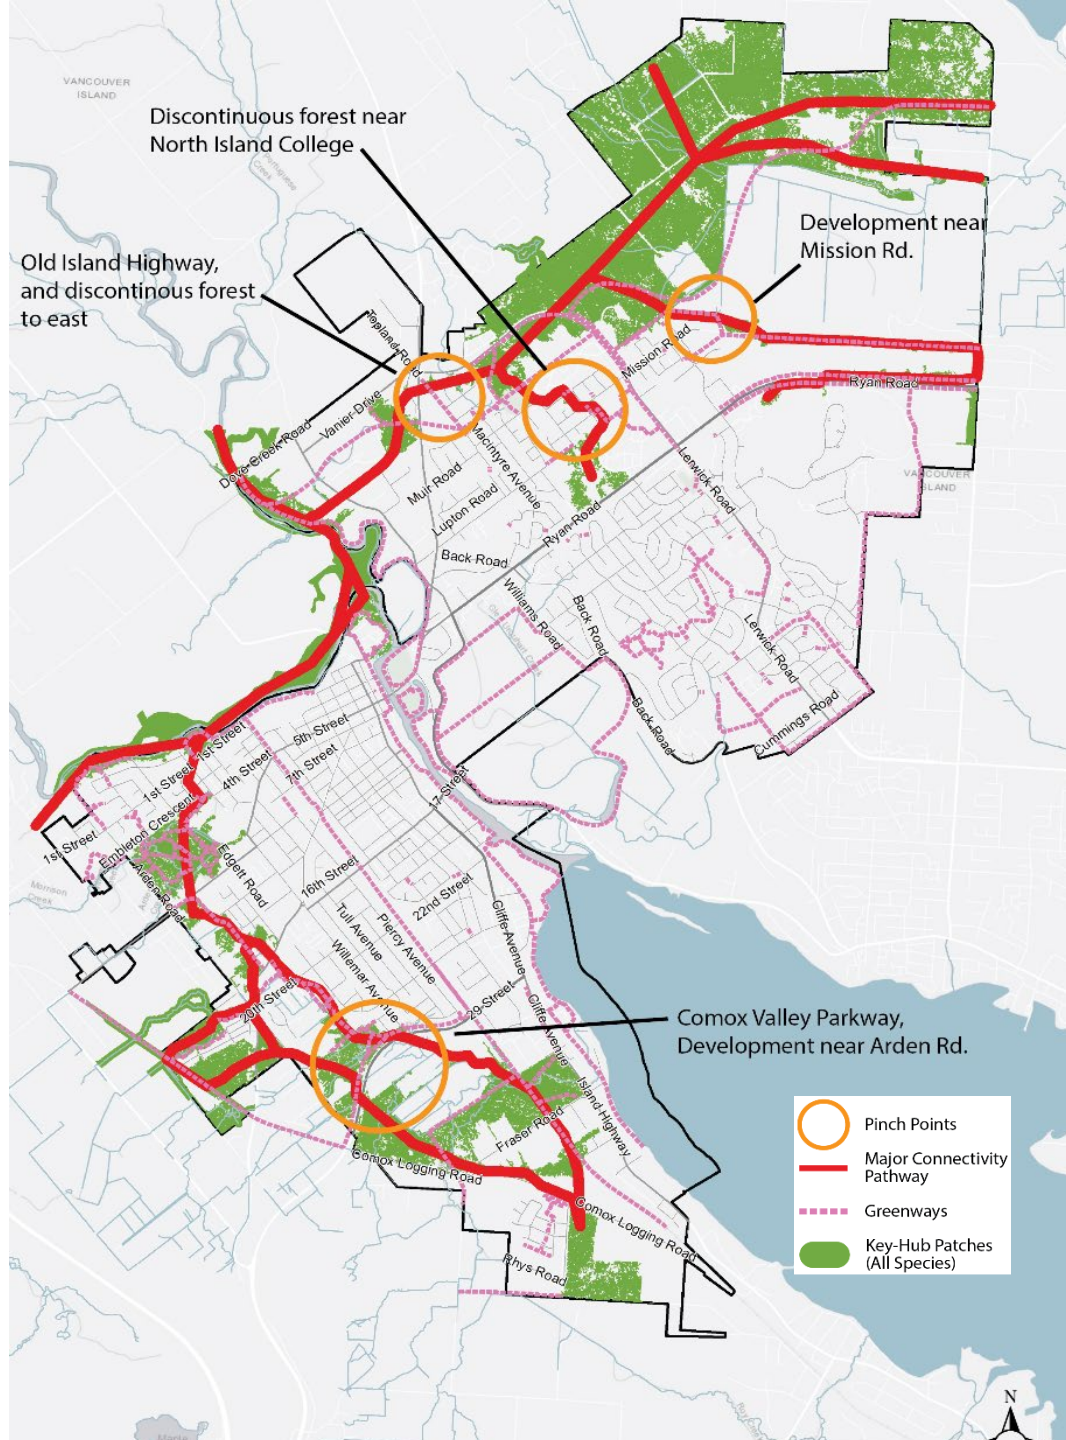 VANCOUVER
ISLAND
Discontinuous forest near
North Island College
Portuguese
Creek
Development near
Mission Rd.
Old Island Highway,
and discontinous forest
to east
Topland Road
Mission Road
Vanier Drive
Ryan Road
Dove Creek Road
Macintyre Avenue
Muir Road
Lerwick Road
VANCOUVER
ISLAND
Lupton Road
Ryan Road
Back Road
Williams Road
Back Road
Lerwick Road
Back Road
Cummings Road
5th Street
1st Street
4th Street
7th Street
1st Street
17 Street
1st Street
Embleton Crescent
Edgett Road
Arden Road
Morrison
Creek
16th Street
22nd Street
Tull Avenue
Piercy Avenue
Cliffe Avenue
Willemar Avenue
20th Street
29 Street
Cliffe Avenue
Comox Valley Parkway,
Development near Arden Rd.
Island Highway
Fraser Road
Comox Logging Road
Comox Logging Road
Rhys Road
Pinch Points
Major Connectivity
Pathway
Greenways
Key-Hub Patches
(All Species)
N